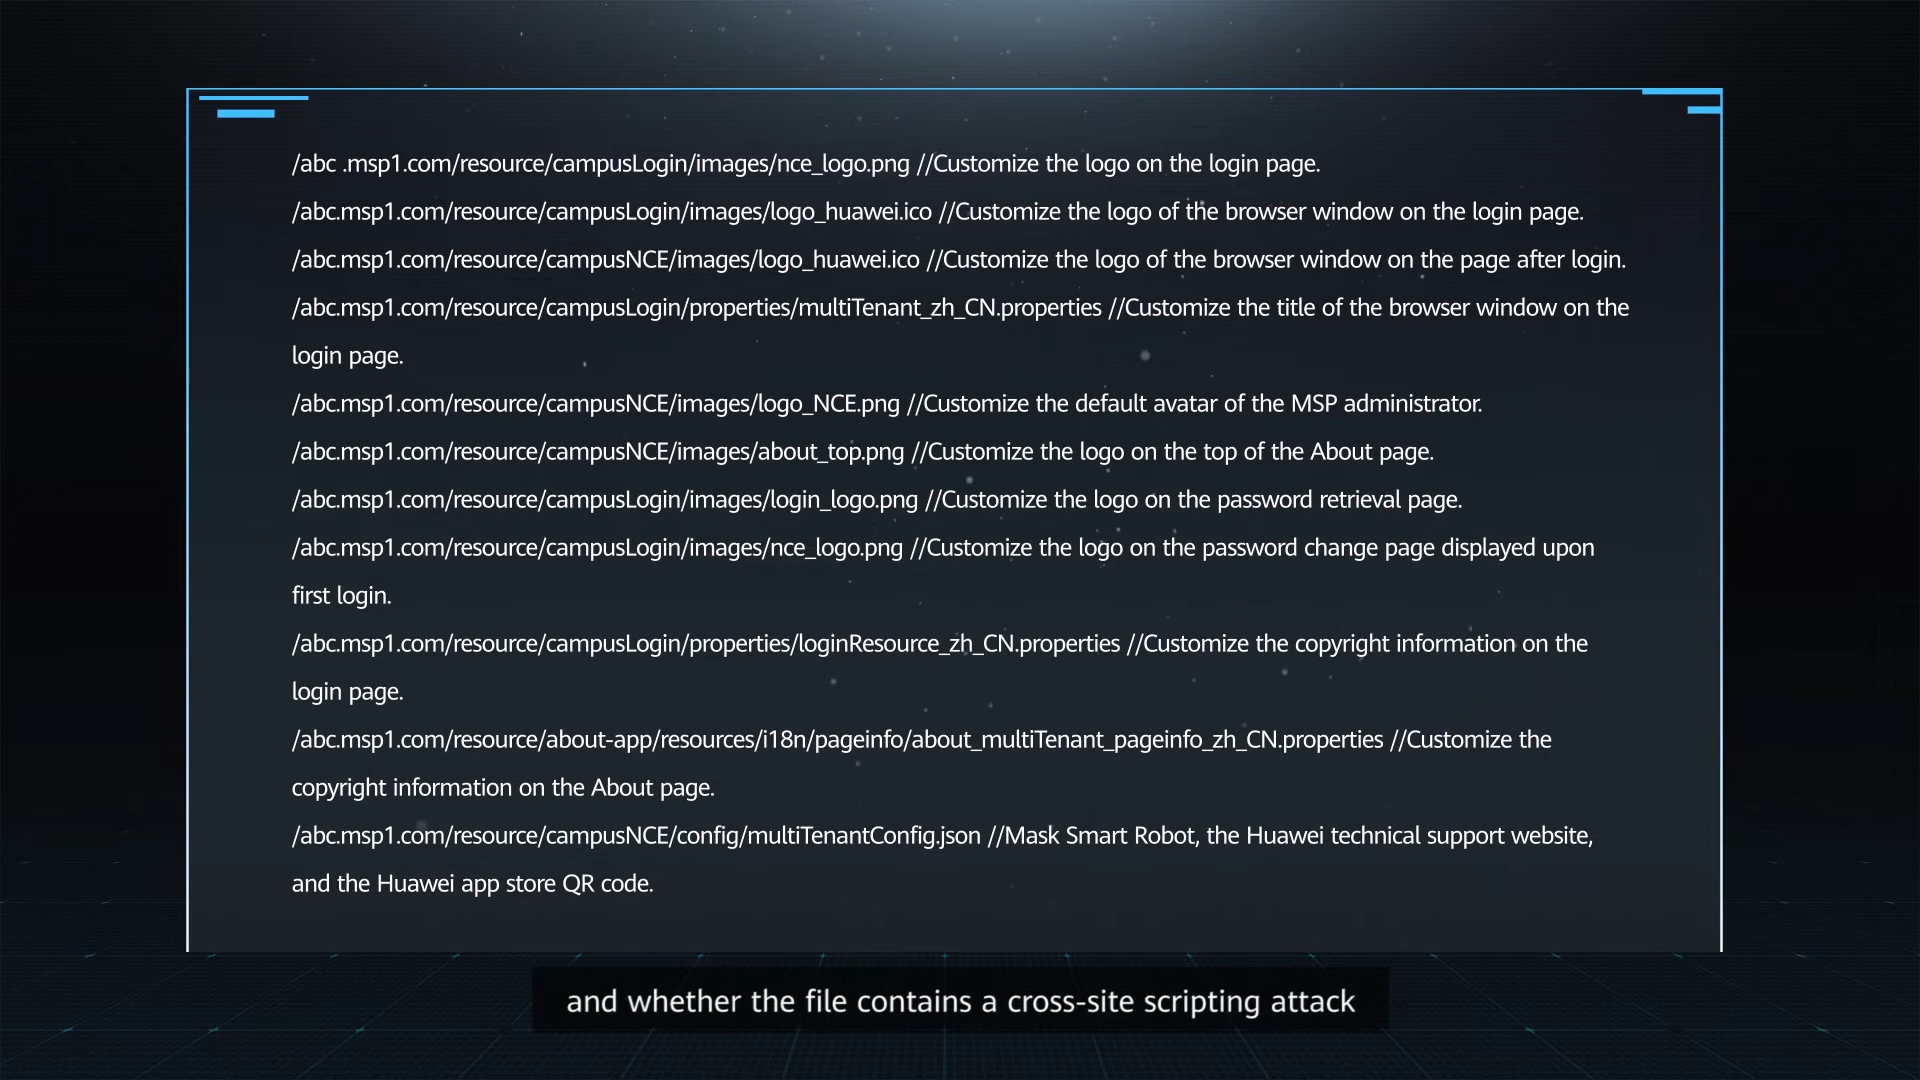 /abc .msp1.com/resource/campusLogin/images/nce_logo.png //Customize the logo on the login page.
/abc.msp1.com/resource/campusLogin/images/logo_huawei.ico //Customize the logo of the browser window on the login page.
/abc.msp1.com/resource/campusNCE/images/logo_huawei.ico //Customize the logo of the browser window on the page after login.
/abc.msp1.com/resource/campusLogin/properties/multiTenant_zh_CN.properties //Customize the title of the browser window on the
login page.
/abc.msp1.com/resource/campusNCE/images/logo_NCE.png //Customize the default avatar of the MSP administrator.
/abc.msp1.com/resource/campusNCE/images/about_top.png //Customize the logo on the top of the About page.
/abc.msp1.com/resource/campusLogin/images/login_logo.png //Customize the logo on the password retrieval page.
/abc.msp1.com/resource/campusLogin/images/nce_logo.png //Customize the logo on the password change page displayed upon
first login.
/abc.msp1.com/resource/campusLogin/properties/loginResource_zh_CN.properties //Customize the copyright information on the
login page.
/abc.msp1.com/resource/about-app/resources/i18n/pageinfo/about_multiTenant_pageinfo_zh_CN.properties //Customize the
copyright information on the About page.
/abc.msp1.com/resource/campusNCE/config/multiTenantConfig.json //Mask Smart Robot, the Huawei technical support website,
and the Huawei app store QR code.
and whether the file contains a cross-site scripting attack